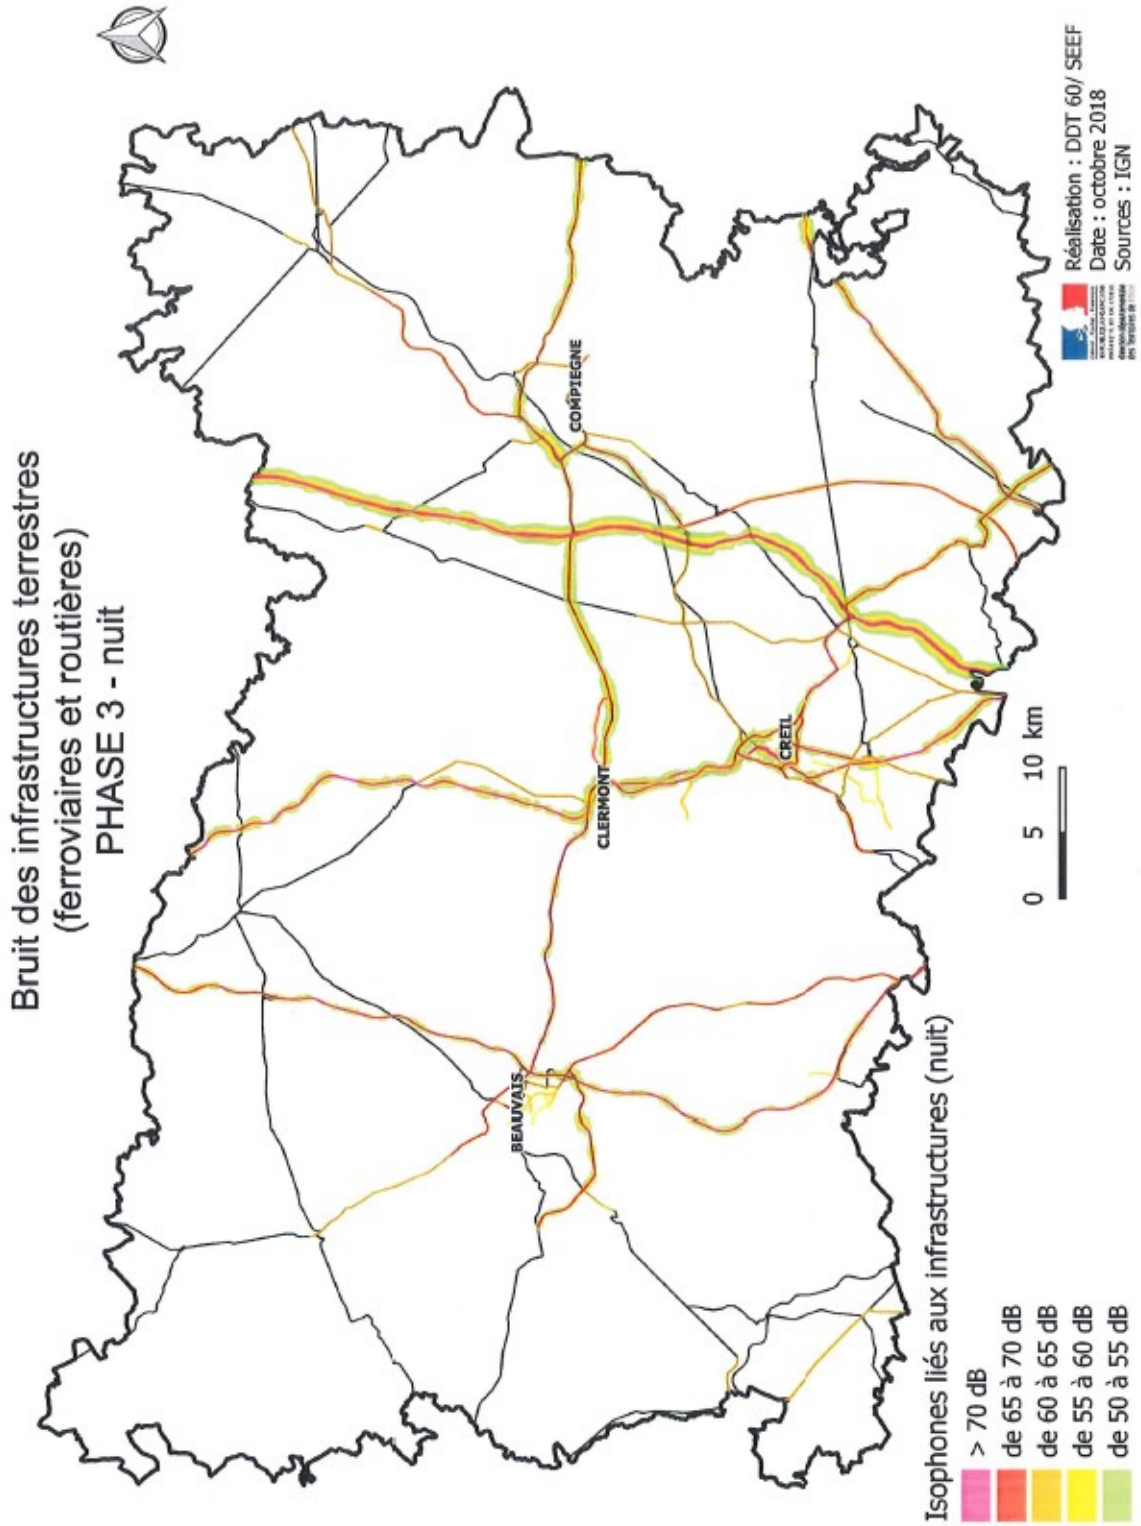 Bruit des infrastructures terrestres
(ferroviaires et routières)
PHASE 3 - nuit
COMPIEGNE
CLERMONT
CREIL
BEAUVAIS
0 5 10 km
Isophones liés aux infrastructures (nuit)
> 70 dB
de 65 à 70 dB
de 60 à 65 dB
de 55 à 60 dB
de 50 à 55 dB
Réalisation : DDT 60/ SEEF
Date : octobre 2018
Sources : IGN